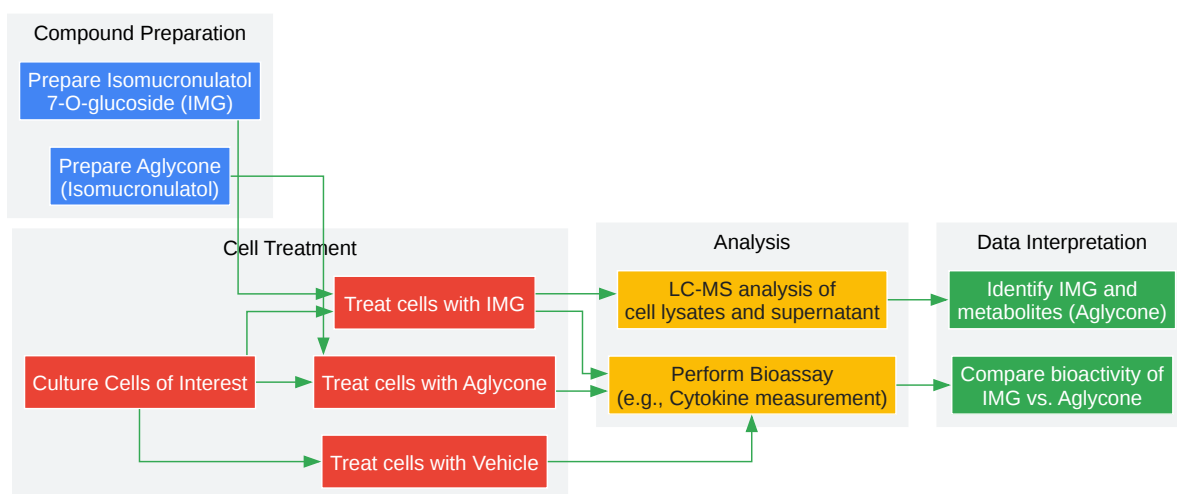 Compound Preparation
Prepare Isomucronulatol
7-O-glucoside (IMG)
Prepare Aglycone
(Isomucronulatol)
Cell Treatment
Treat cells with IMG
Culture Cells of Interest
Treat cells with Aglycone
Treat cells with Vehicle
Analysis
LC-MS analysis of
cell lysates and supernatant
Perform Bioassay
(e.g., Cytokine measurement)
Data Interpretation
Identify IMG and
metabolites (Aglycone)
Compare bioactivity of
IMG vs. Aglycone